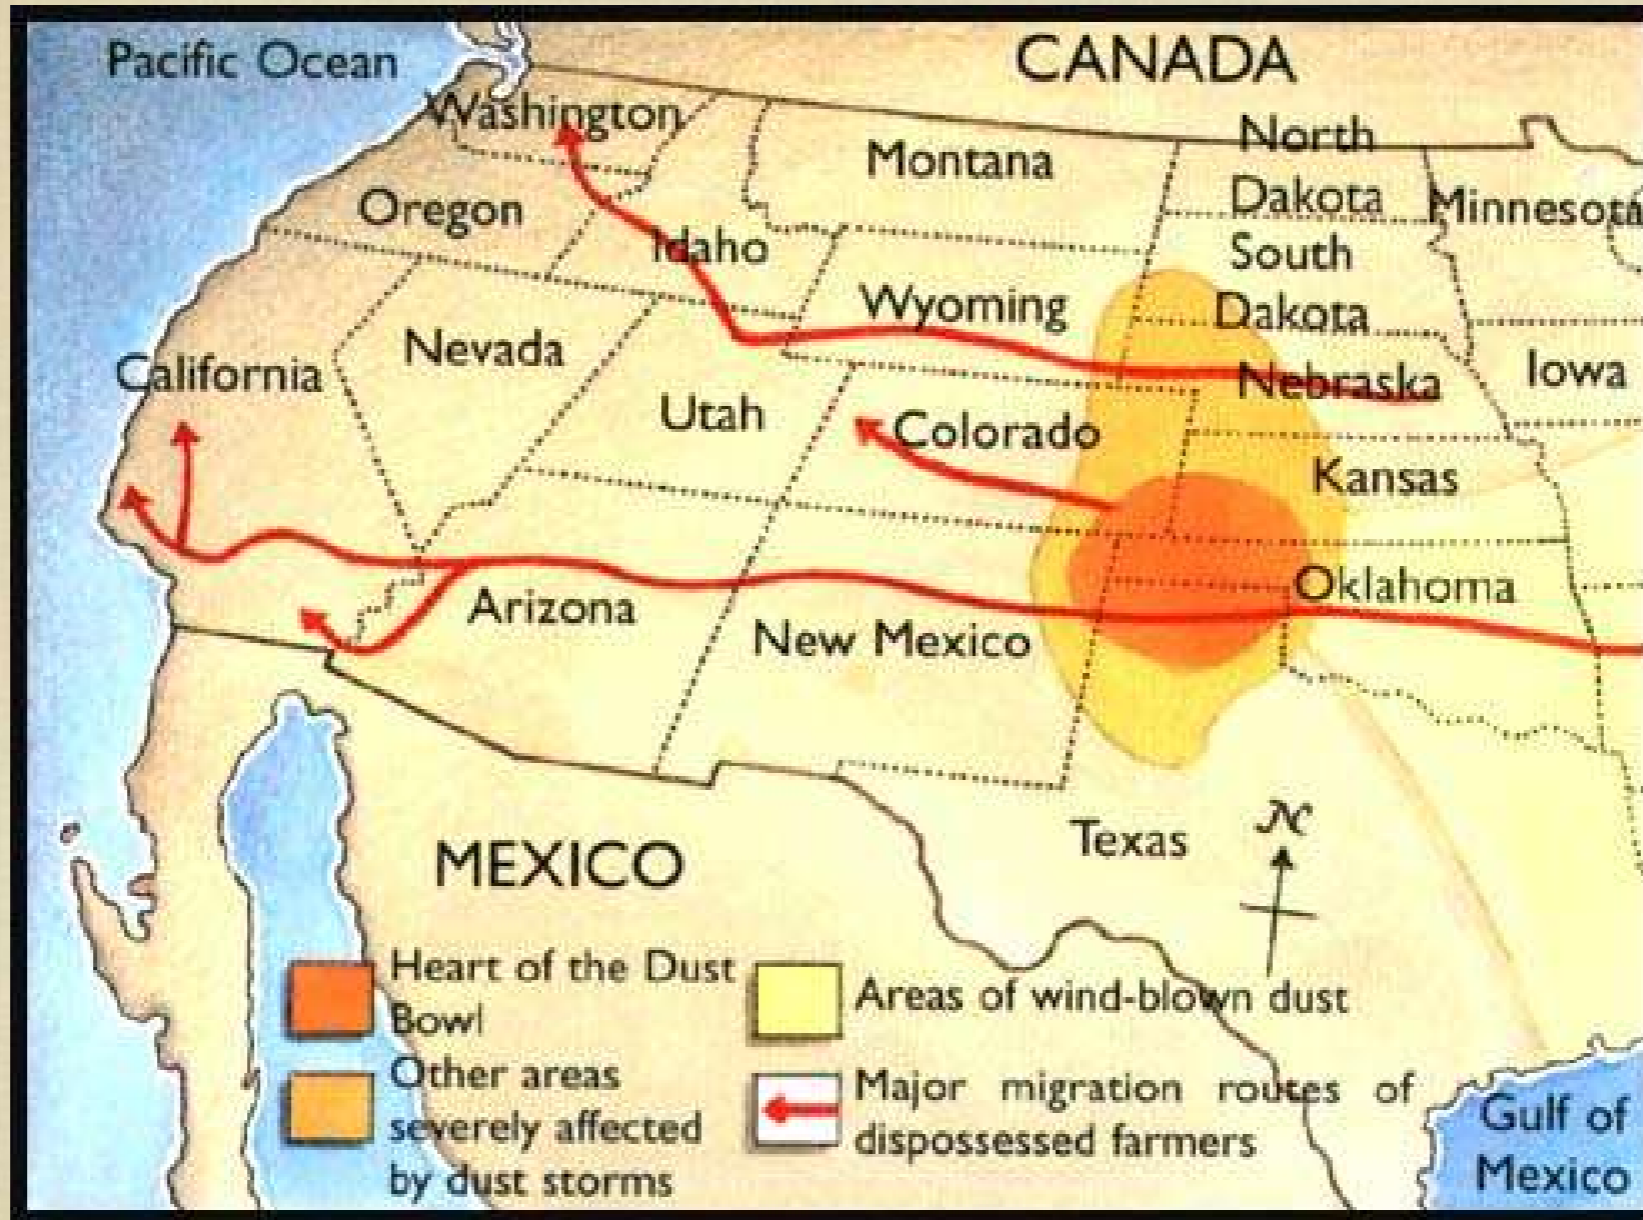 Pacific Ocean
CANADA
Washington
North
Dakota
Montana
Minnesota
Oregon
Idaho
South
Dakota
Wyoming
California
Nevada
Nebraska
Iowa
Utah
Colorado
Kansas
Arizona
New Mexico
Oklahoma
MEXICO
Texas
N
Heart of the Dust
Bowl
Other areas
severely affected
by dust storms
Areas of wind-blown dust
Major migration routes of
dispossessed farmers
Gulf of
Mexico